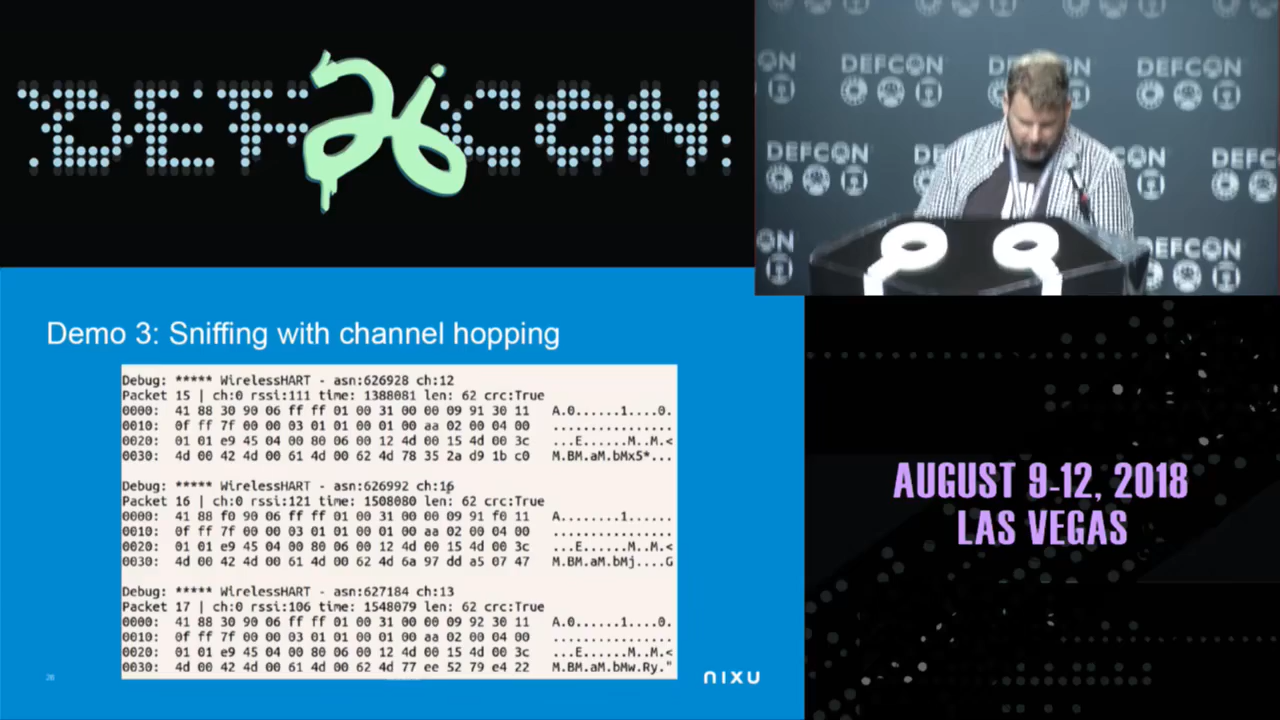 DEF 26 CON
DEFCON
DEFCON
DEFCON
DEFCON
DEFCON
Demo 3: Sniffing with channel hopping
Debug: ***** WirelessHART - asn:626928 ch:12
Packet 15 | ch:0 rssi:111 time: 1388081 len: 62 crc:True
0000: 41 88 30 90 06 ff ff 01 00 31 00 00 09 91 30 11 A.0......1....0.
0010: 0f ff 7f 00 00 03 01 01 00 01 00 aa 02 00 04 00 ................
0020: 01 01 e9 45 04 00 80 06 00 12 4d 00 15 4d 00 3c ...E......M..M.<
0030: 4d 00 42 4d 00 61 4d 00 62 4d 78 35 2a d9 1b c0 M.BM.aM.bMx5*...
Debug: ***** WirelessHART - asn:626992 ch:16
Packet 16 | ch:0 rssi:121 time: 1508080 len: 62 crc:True
0000: 41 88 f0 90 06 ff ff 01 00 31 00 00 09 91 f0 11 A........1......
0010: 0f ff 7f 00 00 03 01 01 00 01 00 aa 02 00 04 00 ................
0020: 01 01 e9 45 04 00 80 06 00 12 4d 00 15 4d 00 3c ...E......M..M.<
0030: 4d 00 42 4d 00 61 4d 00 62 4d 6a 97 dd a5 07 47 M.BM.aM.bMj....G
Debug: ***** WirelessHART - asn:627184 ch:13
Packet 17 | ch:0 rssi:106 time: 1548079 len: 62 crc:True
0000: 41 88 30 90 06 ff ff 01 00 31 00 00 09 92 30 11 A.0......1....0.
0010: 0f ff 7f 00 00 03 01 01 00 01 00 aa 02 00 04 00 ................
0020: 01 01 e9 45 04 00 80 06 00 12 4d 00 15 4d 00 3c ...E......M..M.<
0030: 4d 00 42 4d 00 61 4d 00 62 4d 77 ee 52 79 e4 22 M.BM.aM.bMw.Ry."
28
nixu
AUGUST 9-12, 2018
LAS VEGAS